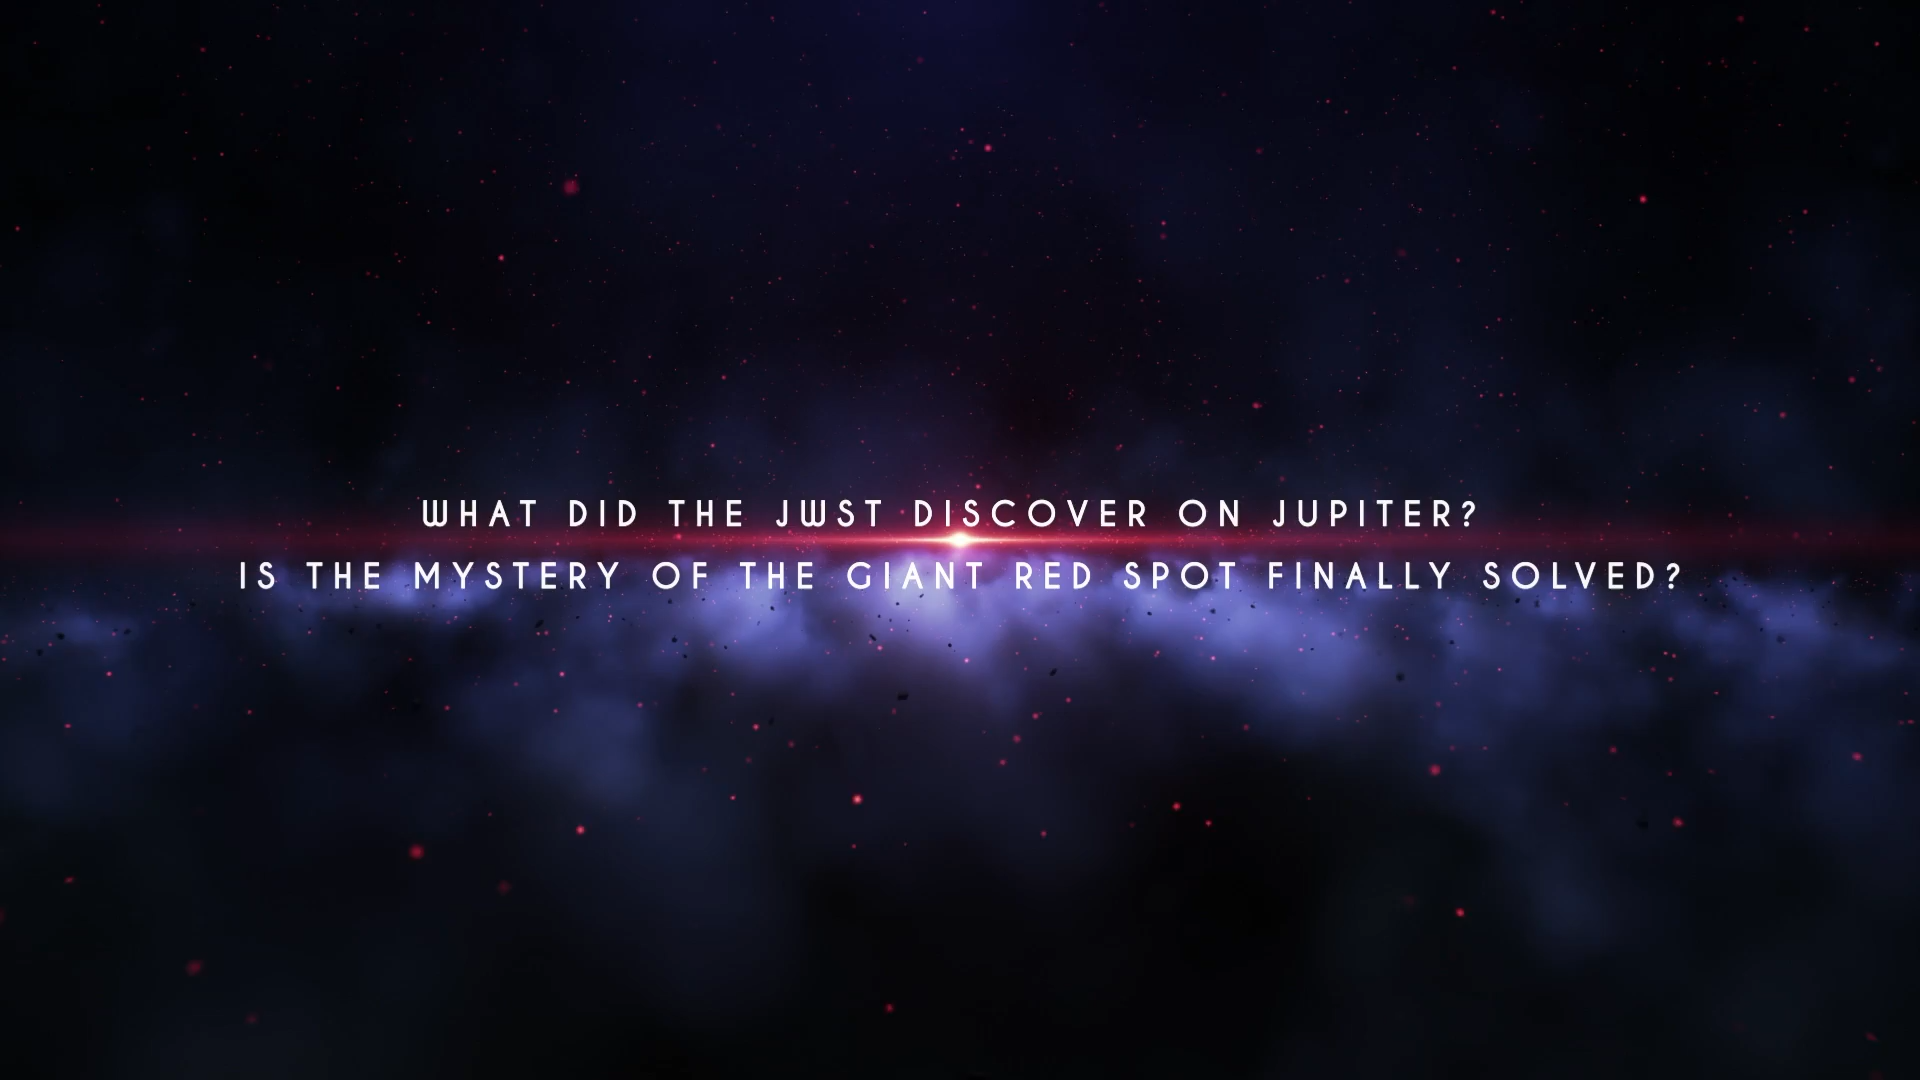 WHAT DID THE JWST DISCOVER ON JUPITER?
IS THE MYSTERY OF THE GIANT RED SPOT FINALLY SOLVED?